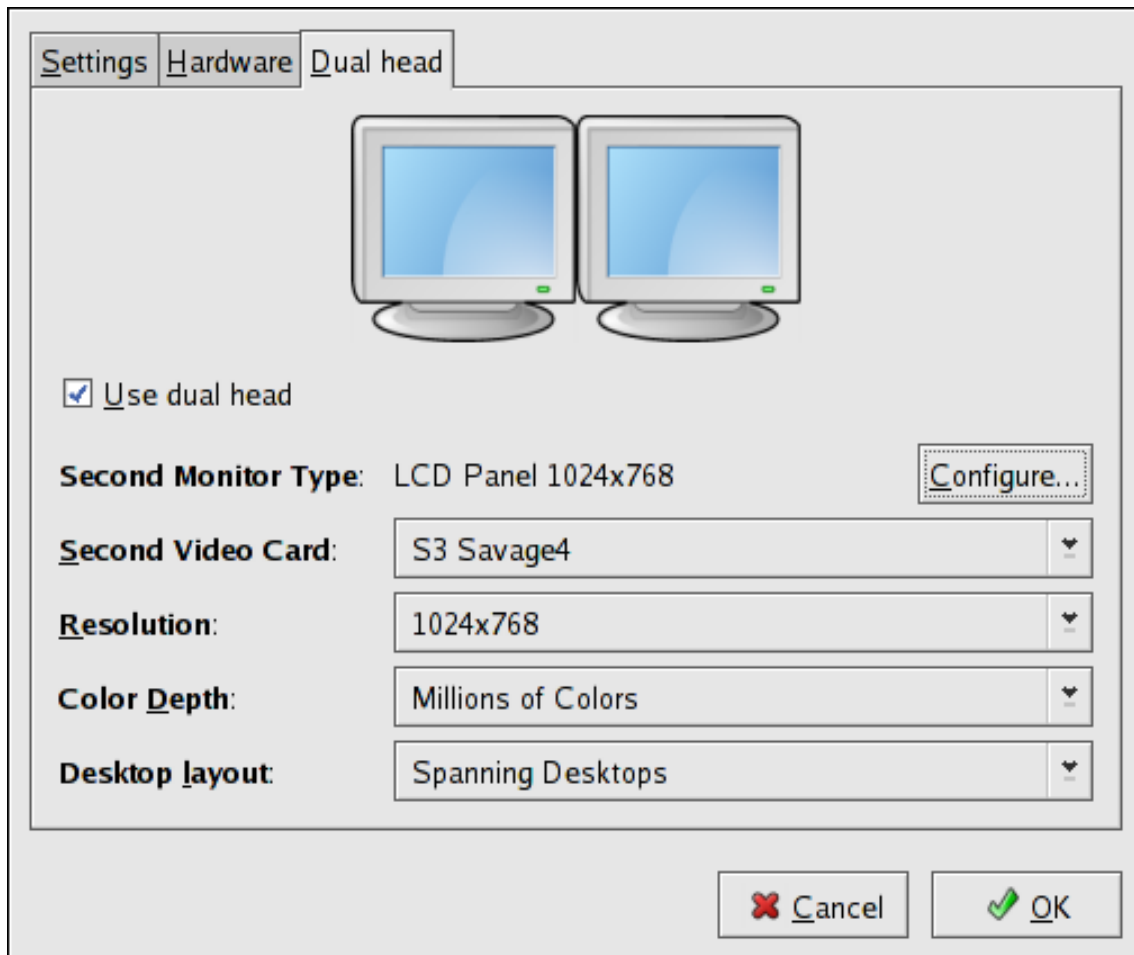 Settings Hardware Dual head
Use dual head
Second Monitor Type: LCD Panel 1024x768 Configure...
Second Video Card: S3 Savage4
Resolution: 1024x768
Color Depth: Millions of Colors
Desktop layout: Spanning Desktops
Cancel OK